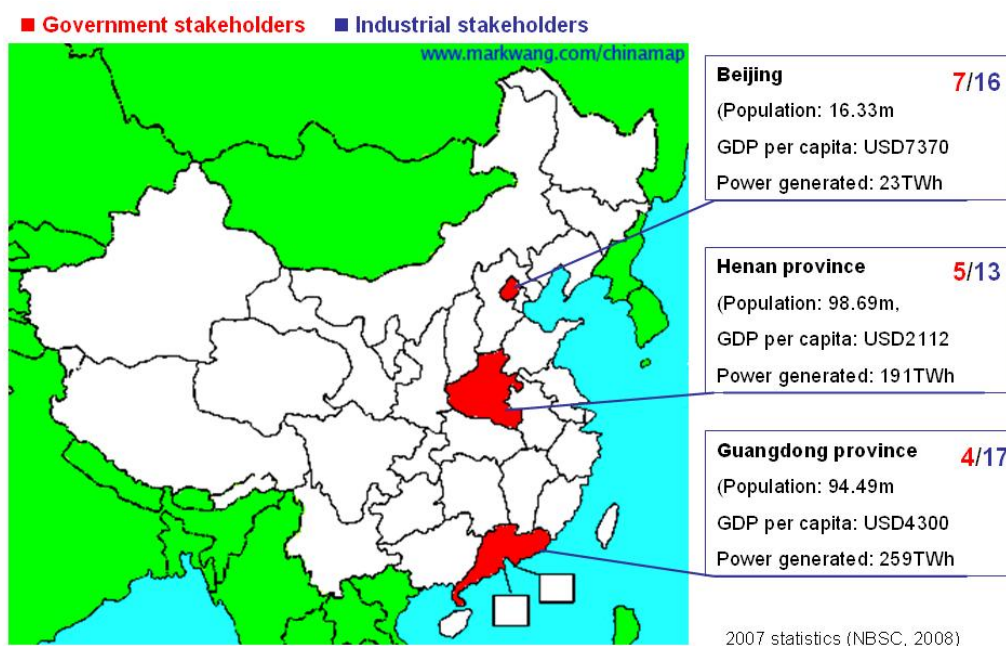 Government stakeholders Industrial stakeholders
www.markwang.com/chinamap
Beijing 7/16
(Population: 16.33m
GDP per capita: USD7370
Power generated: 23TWh
Henan province 5/13
(Population: 98.69m,
GDP per capita: USD2112
Power generated: 191TWh
Guangdong province 4/17
(Population: 94.49m
GDP per capita: USD4300
Power generated: 259TWh
2007 statistics (NBSC, 2008)